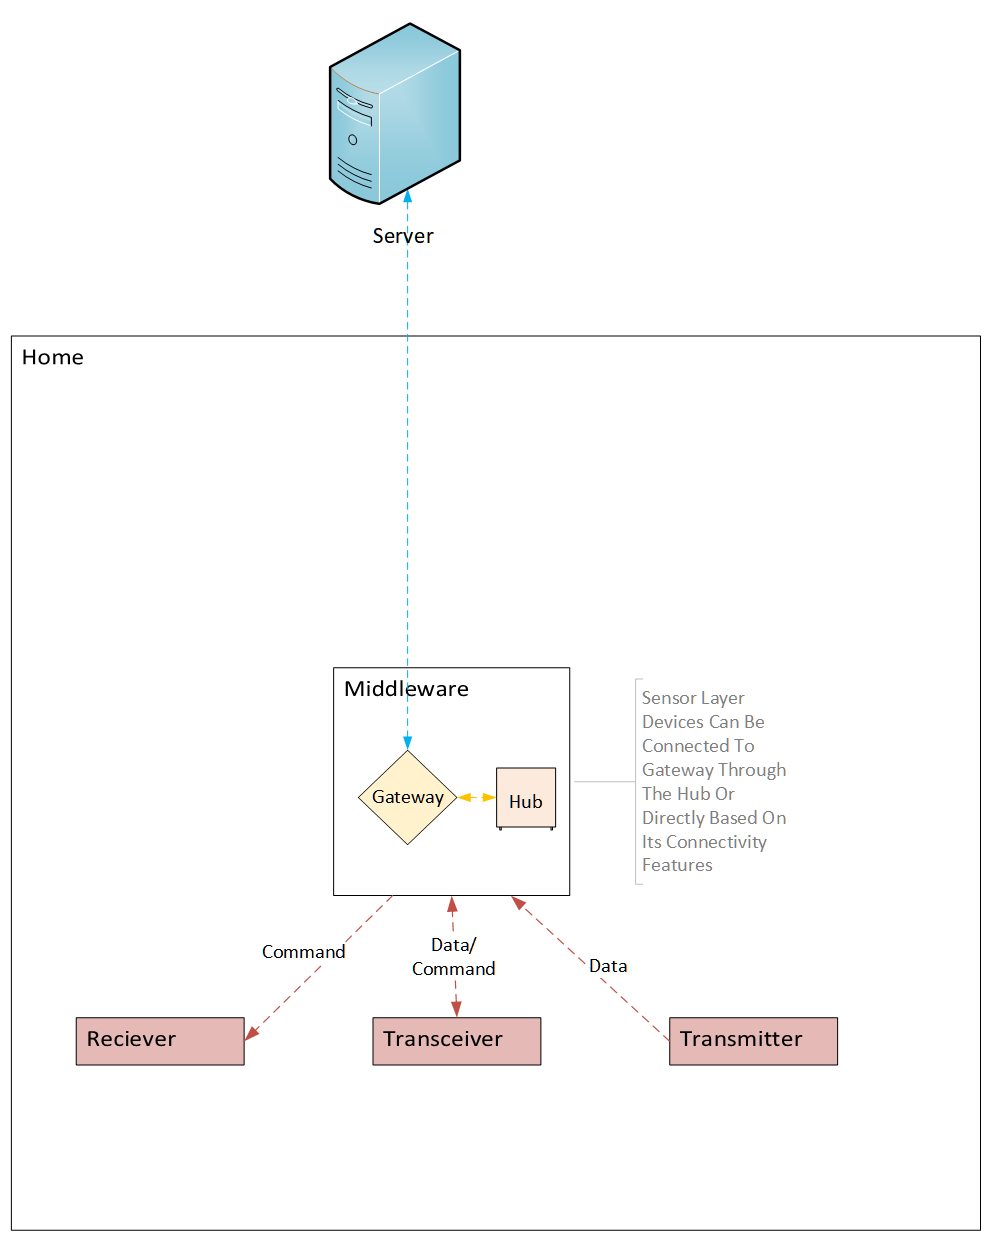 Server
Home
Middleware
Gateway
Hub
Sensor Layer
Devices Can Be
Connected To
Gateway Through
The Hub Or
Directly Based On
Its Connectivity
Features
Command
Data/
Command
Data
Reciever
Transceiver
Transmitter